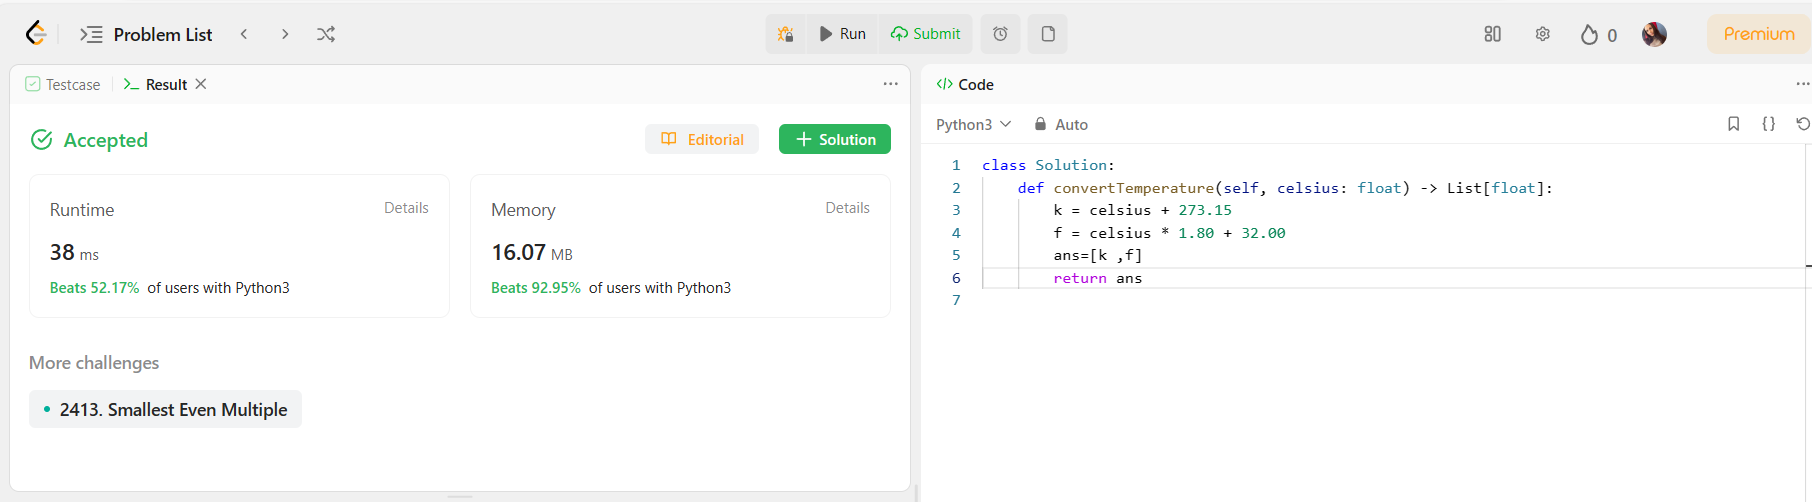 Problem List
Run
Submit
0
Premium
Testcase
Result
Accepted
Editorial
Solution
Runtime
Details
38 ms
Beats 52.17% of users with Python3
Memory
Details
16.07 MB
Beats 92.95% of users with Python3
More challenges
2413. Smallest Even Multiple
</> Code
Python3
Auto
{}
1 class Solution:
2     def convertTemperature(self, celsius: float) -> List[float]:
3         k = celsius + 273.15
4         f = celsius * 1.80 + 32.00
5         ans=[k ,f]
6         return ans
7